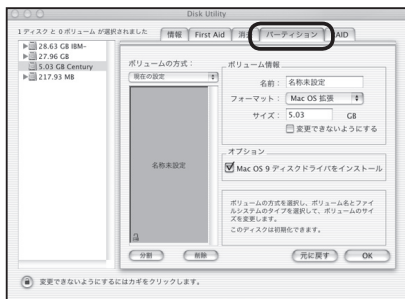 Disk Utility
1 ディスク と 0 ボリューム が選択されました
28.63 GB IBM-
27.96 GB
5.03 GB Century
217.93 MB
情報
First Aid
パーティション
AID
ボリュームの方式：
現在の設定
名称未設定
分割
削除
ボリューム情報
名前： 名称未設定
フォーマット： Mac OS 拡張
サイズ： 5.03 GB
変更できないようにする
オプション
Mac OS 9 ディスクドライバをインストール
ボリュームの方式を選択し、ボリューム名とファイ
ルシステムのタイプを選択して、ボリュームのサイ
ズを変更します。
このディスクは初期化できます。
元に戻す
OK
変更できないようにするにはカギをクリックします。